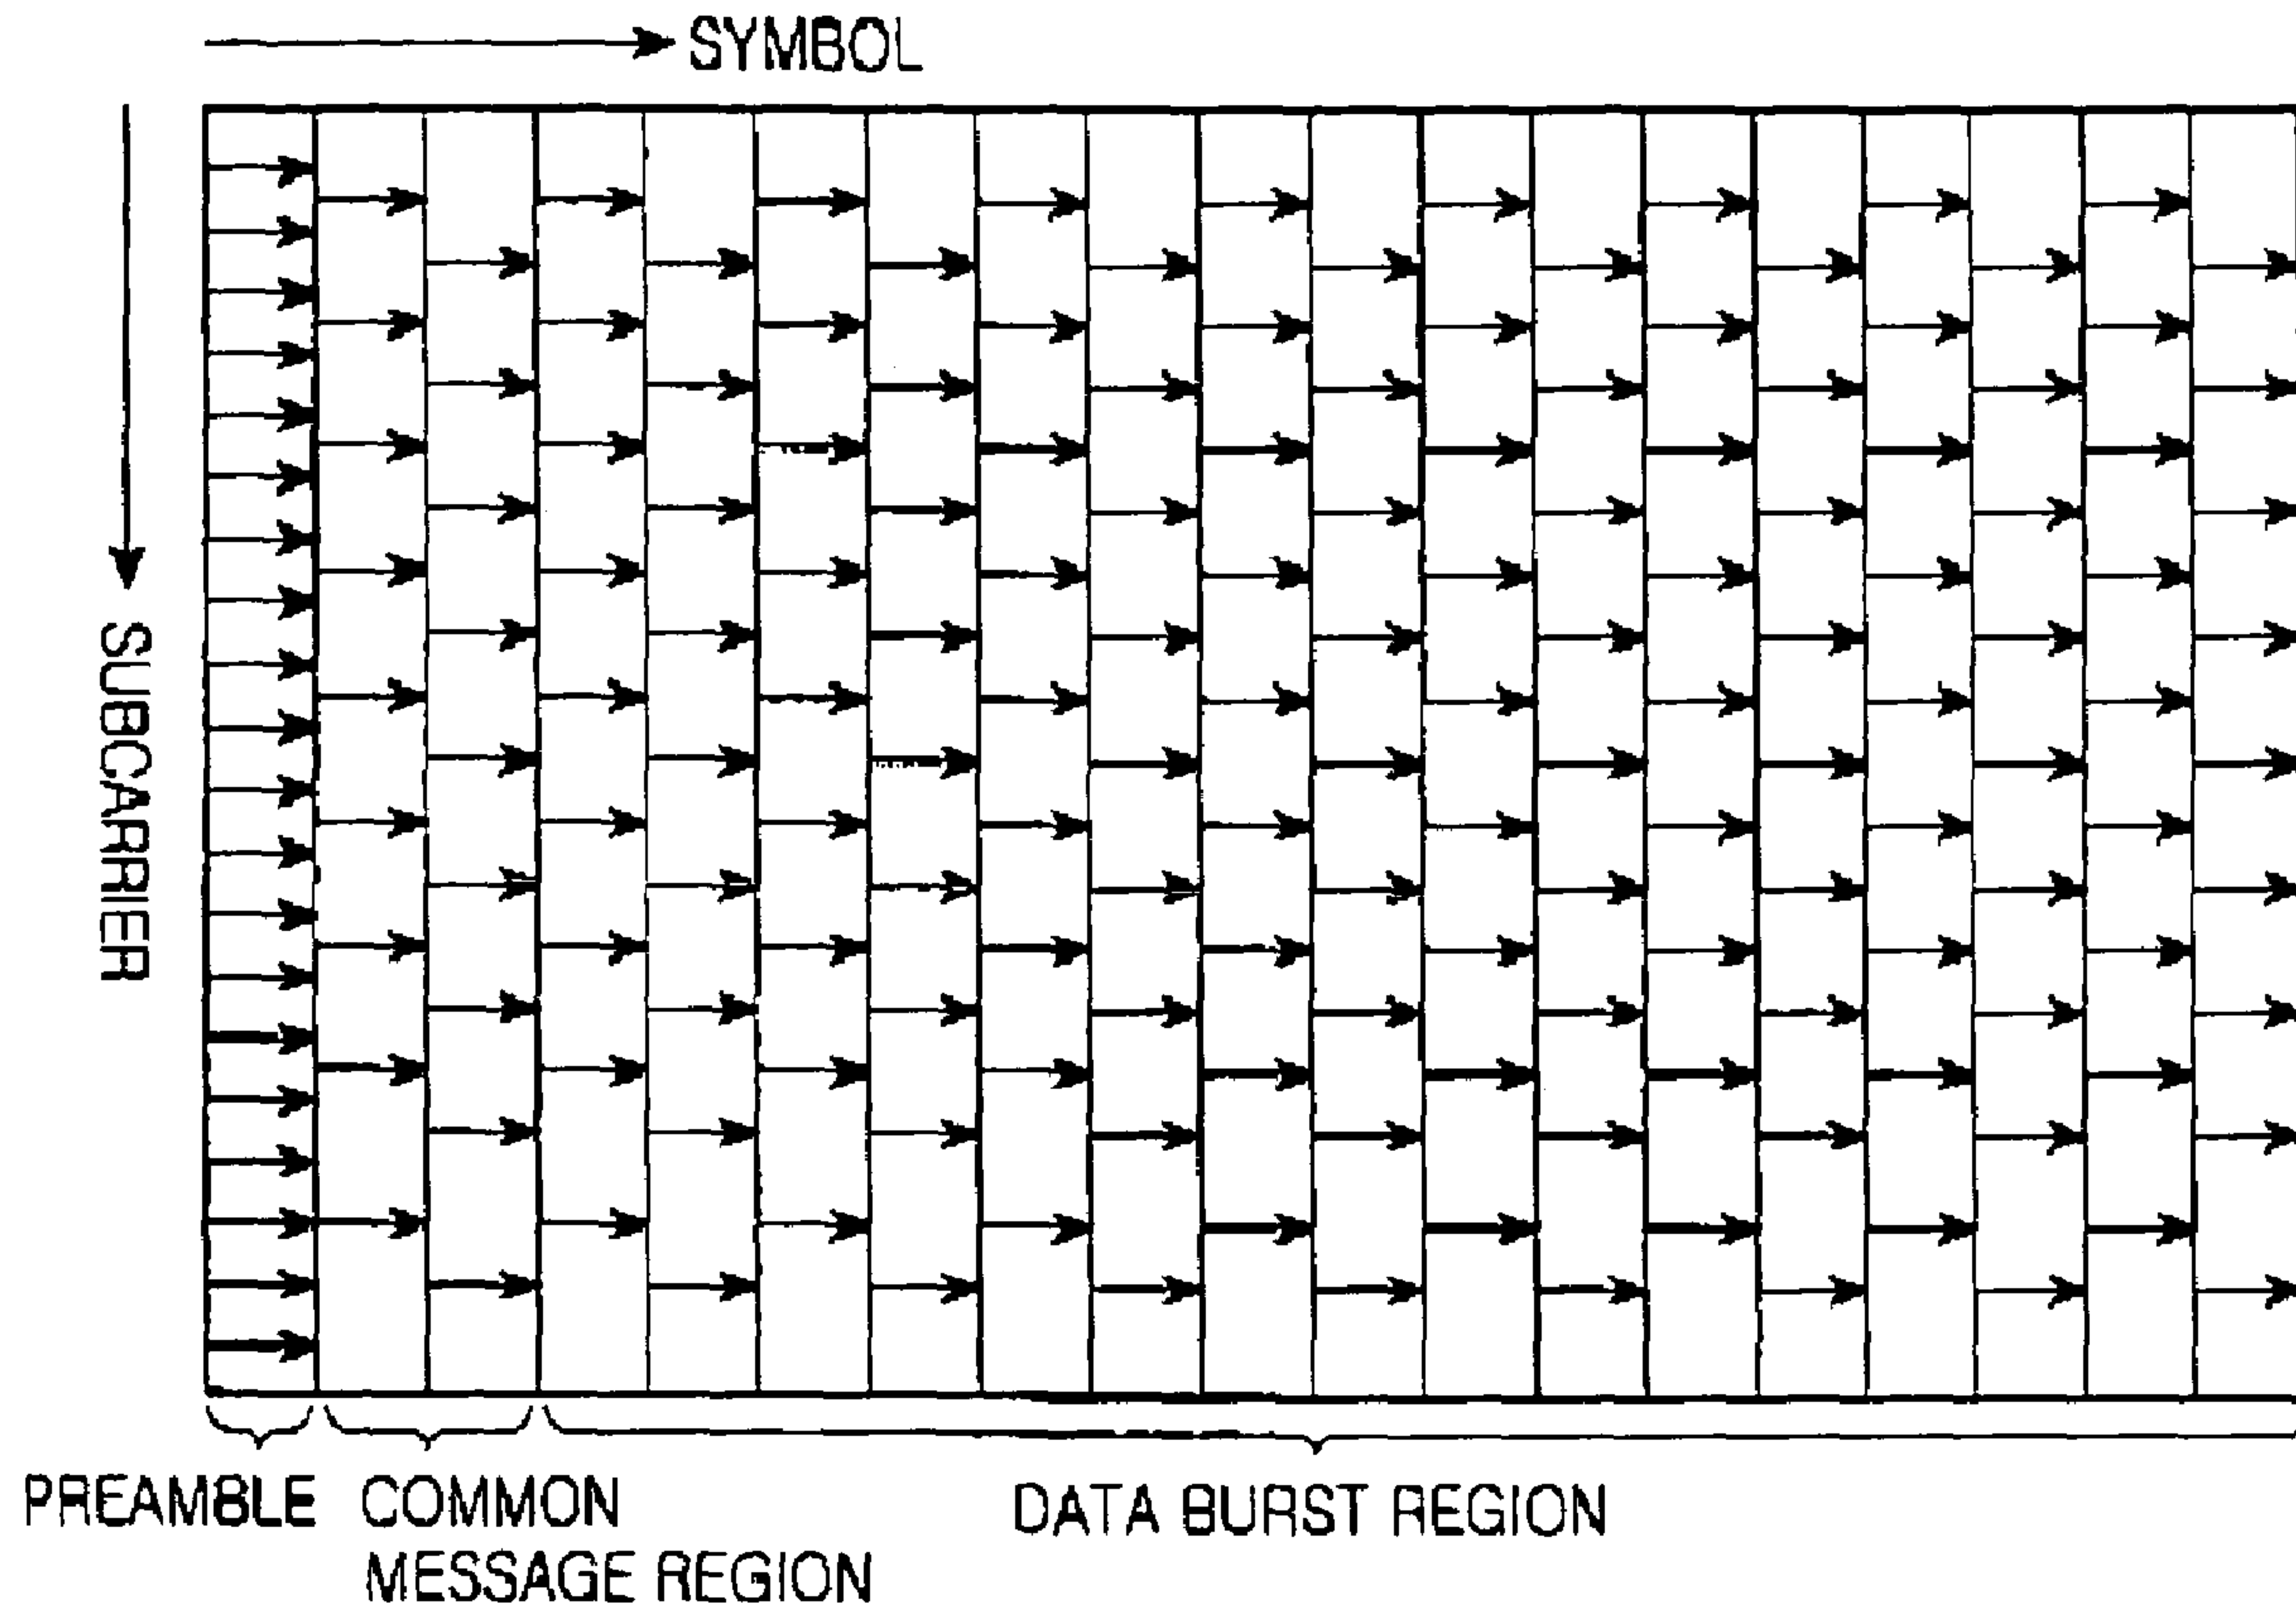 SYMBOL
SUBCARRIER
PREAMBLE
COMMON
MESSAGE REGION
DATA BURST REGION